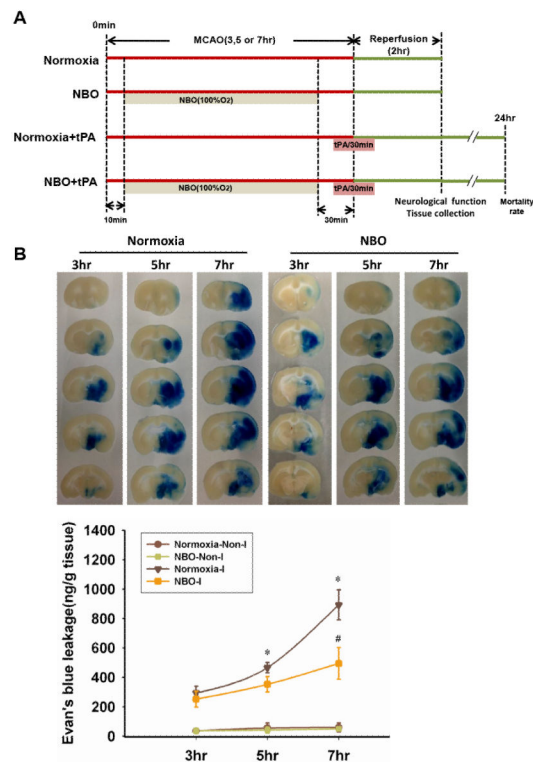 A
0min
MCAO(3,5 or 7hr)
Reperfusion
(2hr)
Normoxia
NBO
NBO(100%O2)
24hr
Normoxia+tPA
tPA/30min
NBO+tPA
NBO(100%O2)
tPA/30min
10min
30min
Neurological function
Tissue collection
Mortality
rate
B
Normoxia
NBO
3hr 5hr 7hr 3hr 5hr 7hr
Evan's blue leakage(ng/g tissue)
1400
1200
1000
800
600
400
200
0
Normoxia-Non-I
NBO-Non-I
Normoxia-I
NBO-I
*
*
#
3hr 5hr 7hr